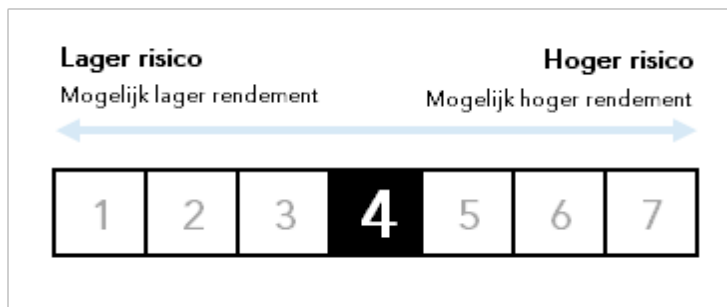 Lager risico Hoger risico
Mogelijk lager rendement Mogelijk hoger rendement
1 2 3 4 5 6 7